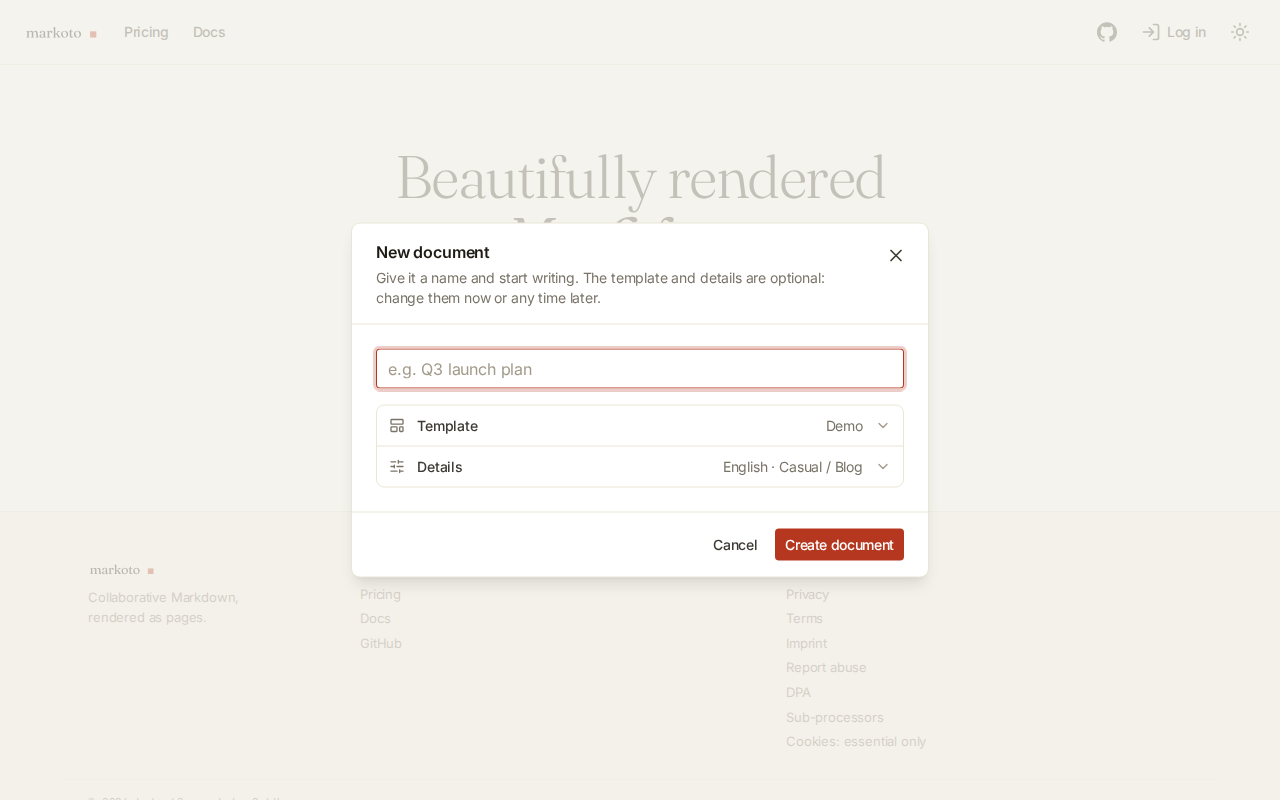 markoto
Pricing
Docs
Log in
Beautifully rendered
New document
Give it a name and start writing. The template and details are optional:
change them now or any time later.
e.g. Q3 launch plan
Template
Demo
Details
English · Casual / Blog
Cancel
Create document
markoto
Collaborative Markdown,
rendered as pages.
Pricing
Docs
GitHub
Privacy
Terms
Imprint
Report abuse
DPA
Sub-processors
Cookies: essential only